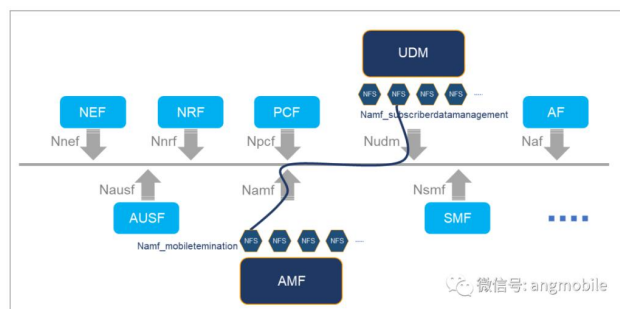 UDM
NFS NFS NFS NFS ....
NEF NRF PCF Namf_subscriberdatamanagement AF
Nnef Nnrf Npcf Nudm Naf
Nausf Namf Nsmf
AUSF SMF
Namf_mobiletemination NFS NFS NFS NFS ....
AMF
微信号: angmobile